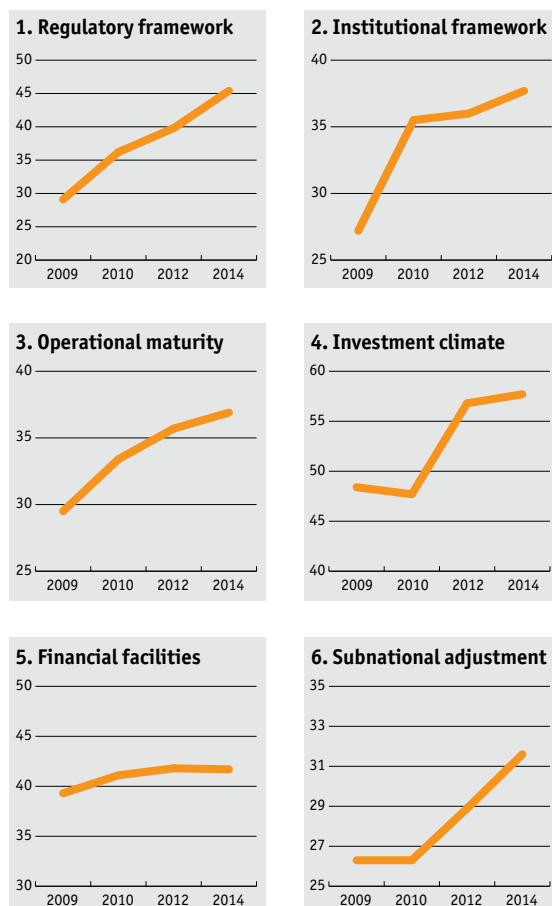 1. Regulatory framework
50
45
40
35
30
25
20
2009 2010 2012 2014
2. Institutional framework
40
35
30
25
2009 2010 2012 2014
3. Operational maturity
40
35
30
25
2009 2010 2012 2014
4. Investment climate
60
55
50
45
40
2009 2010 2012 2014
5. Financial facilities
50
45
40
35
30
2009 2010 2012 2014
6. Subnational adjustment
35
33
31
29
27
25
2009 2010 2012 2014